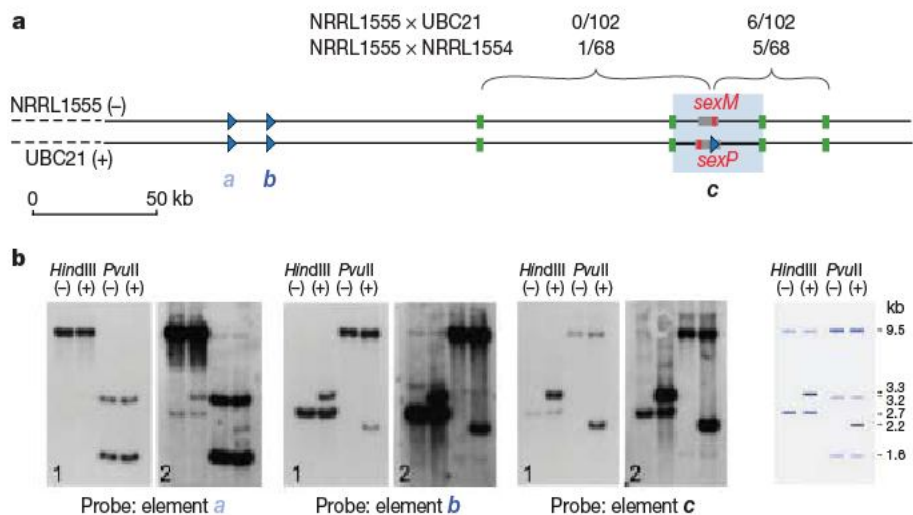 a
NRRL1555 × UBC21 0/102 6/102
NRRL1555 × NRRL1554 1/68 5/68
NRRL1555 (–)
sexM
UBC21 (+)
sexP
a b c
0 50 kb
b
HindIII PvuII HindIII PvuII HindIII PvuII HindIII PvuII
(–) (+) (–) (+) (–) (+) (–) (+) (–) (+) (–) (+) (–) (+) (–) (+)
kb
9.5
3.3
3.2
2.7
2.2
1.6
1 2 1 2 1 2
Probe: element a Probe: element b Probe: element c